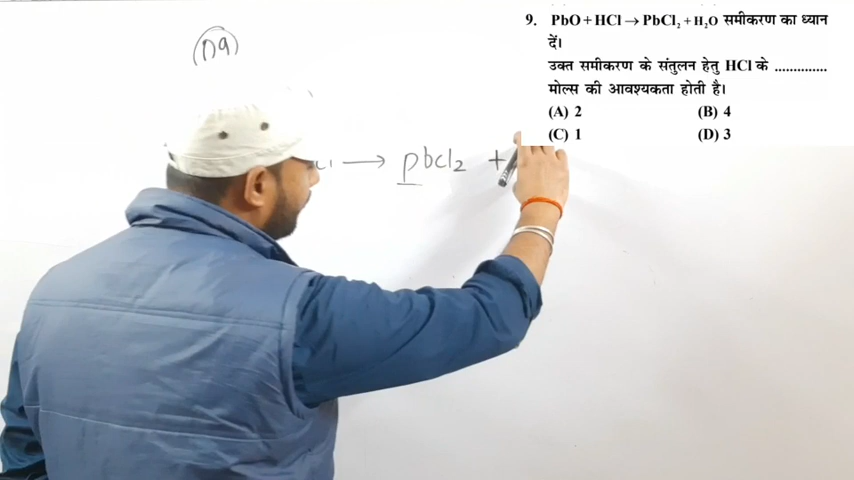 9. PbO + HCl → PbCl₂ + H₂O समीकरण का ध्यान
दें।
उक्त समीकरण के संतुलन हेतु HCl के ..............
मोल्स की आवश्यकता होती है।
(A) 2 (B) 4
(C) 1 (D) 3
→ pbcl₂ +